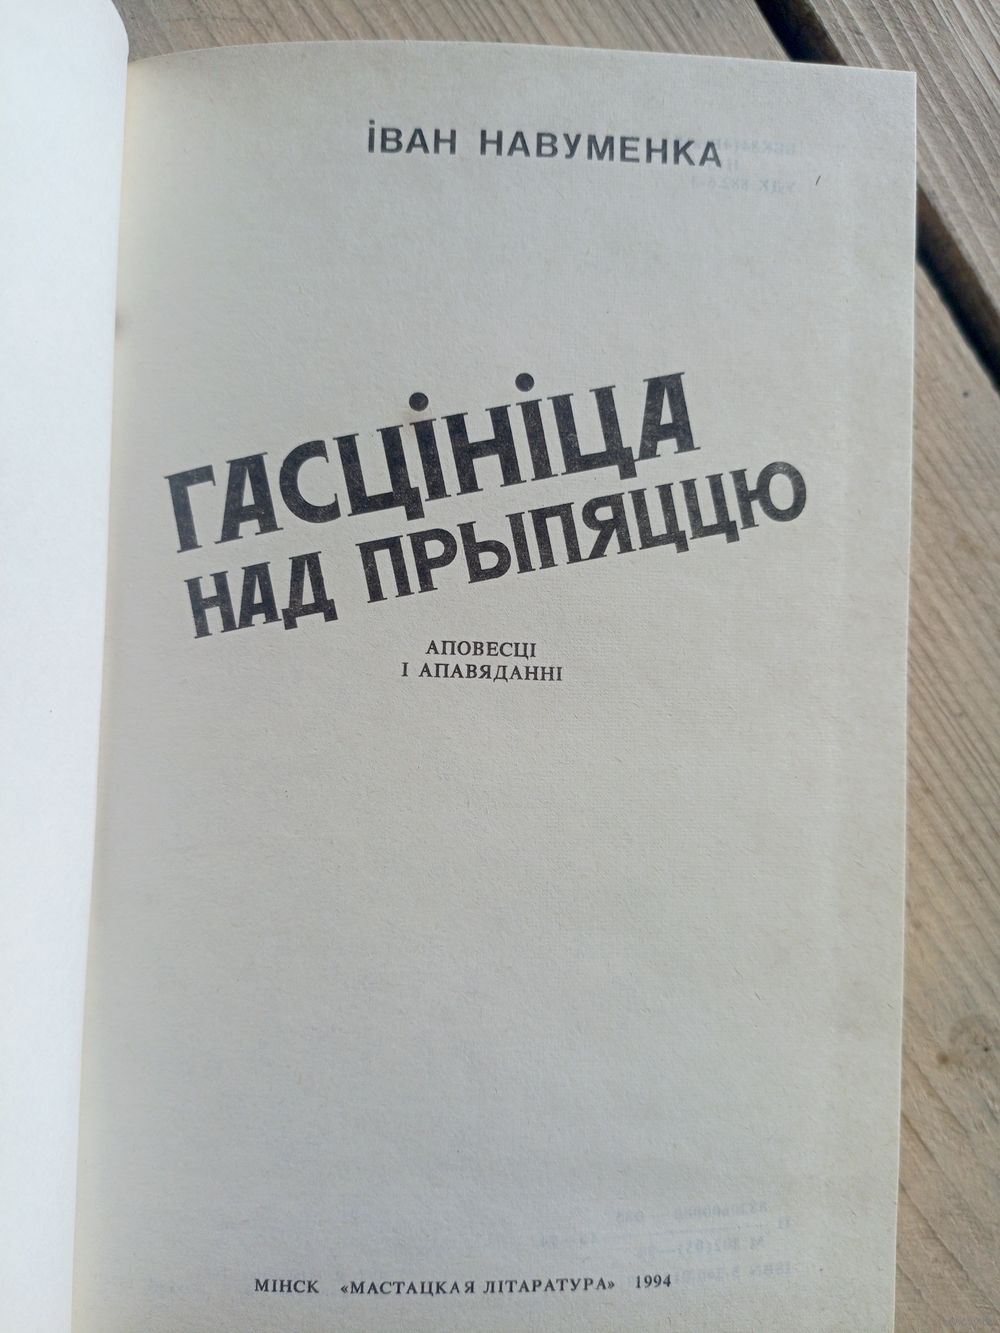 ІВАН НАВУМЕНКА
ГАСЦІНІЦА
НАД ПРЫПЯЦЦЮ
АПОВЕСЦІ
І АПАВЯДАННІ
МІНСК «МАСТАЦКАЯ ЛІТАРАТУРА» 1994